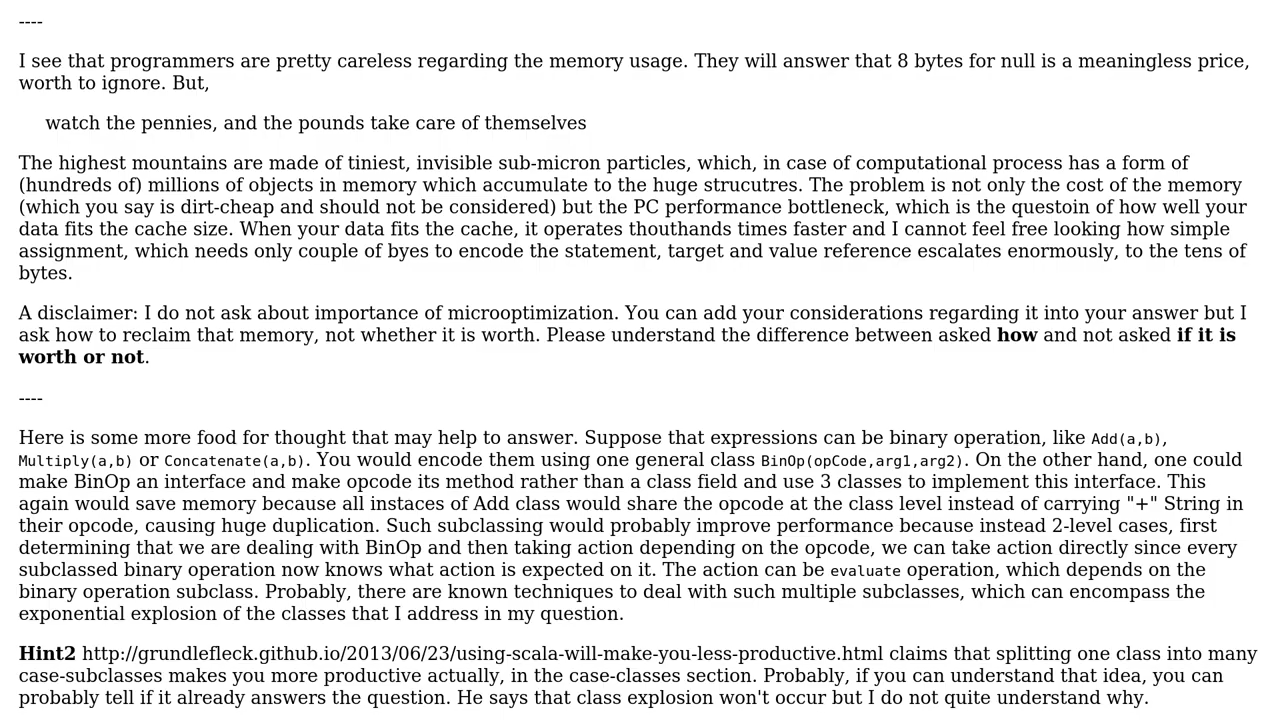 ----
I see that programmers are pretty careless regarding the memory usage. They will answer that 8 bytes for null is a meaningless price,
worth to ignore. But,
watch the pennies, and the pounds take care of themselves
The highest mountains are made of tiniest, invisible sub-micron particles, which, in case of computational process has a form of
(hundreds of) millions of objects in memory which accumulate to the huge strucutres. The problem is not only the cost of the memory
(which you say is dirt-cheap and should not be considered) but the PC performance bottleneck, which is the questoin of how well your
data fits the cache size. When your data fits the cache, it operates thouthands times faster and I cannot feel free looking how simple
assignment, which needs only couple of byes to encode the statement, target and value reference escalates enormously, to the tens of
bytes.
A disclaimer: I do not ask about importance of microoptimization. You can add your considerations regarding it into your answer but I
ask how to reclaim that memory, not whether it is worth. Please understand the difference between asked how and not asked if it is
worth or not.
----
Here is some more food for thought that may help to answer. Suppose that expressions can be binary operation, like Add(a,b),
Multiply(a,b) or Concatenate(a,b). You would encode them using one general class BinOp(opCode,arg1,arg2). On the other hand, one could
make BinOp an interface and make opcode its method rather than a class field and use 3 classes to implement this interface. This
again would save memory because all instaces of Add class would share the opcode at the class level instead of carrying "+" String in
their opcode, causing huge duplication. Such subclassing would probably improve performance because instead 2-level cases, first
determining that we are dealing with BinOp and then taking action depending on the opcode, we can take action directly since every
subclassed binary operation now knows what action is expected on it. The action can be evaluate operation, which depends on the
binary operation subclass. Probably, there are known techniques to deal with such multiple subclasses, which can encompass the
exponential explosion of the classes that I address in my question.
Hint2 http://grundlefleck.github.io/2013/06/23/using-scala-will-make-you-less-productive.html claims that splitting one class into many
case-subclasses makes you more productive actually, in the case-classes section. Probably, if you can understand that idea, you can
probably tell if it already answers the question. He says that class explosion won't occur but I do not quite understand why.